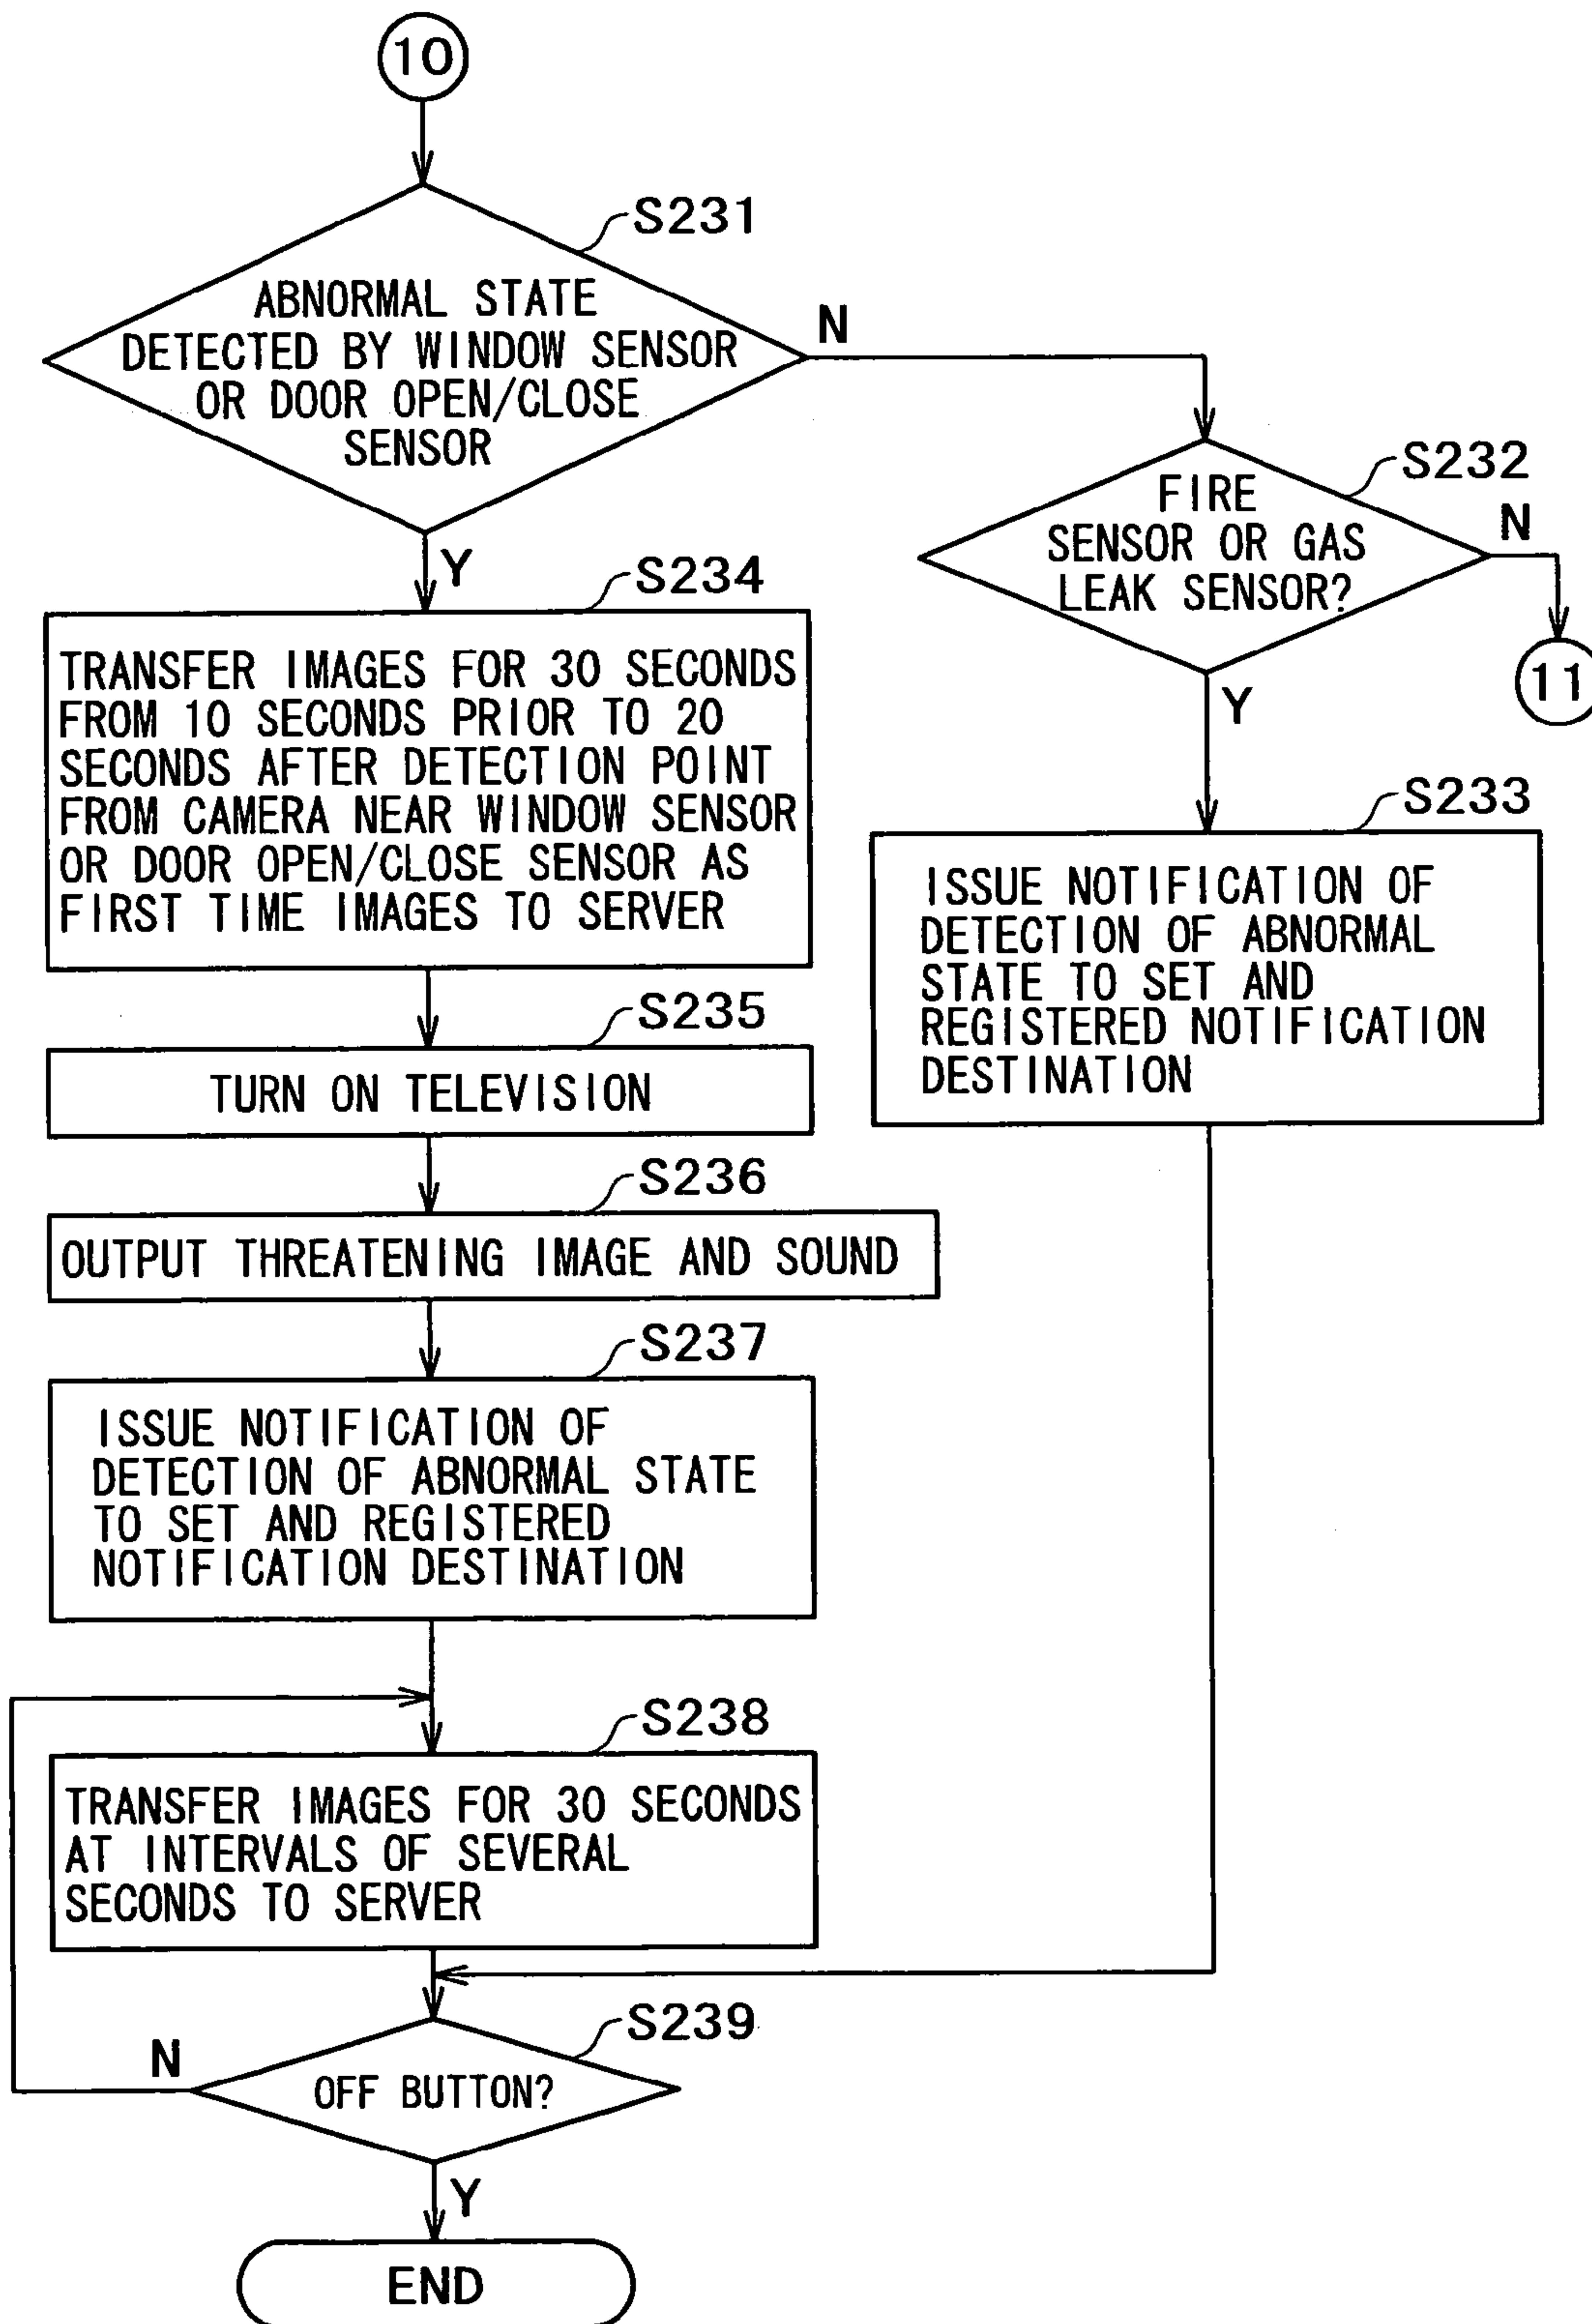 10
S231
ABNORMAL STATE
DETECTED BY WINDOW SENSOR
OR DOOR OPEN/CLOSE
SENSOR
N
Y
S232
FIRE
SENSOR OR GAS
LEAK SENSOR?
N
11
Y
S233
ISSUE NOTIFICATION OF
DETECTION OF ABNORMAL
STATE TO SET AND
REGISTERED NOTIFICATION
DESTINATION
S234
TRANSFER IMAGES FOR 30 SECONDS
FROM 10 SECONDS PRIOR TO 20
SECONDS AFTER DETECTION POINT
FROM CAMERA NEAR WINDOW SENSOR
OR DOOR OPEN/CLOSE SENSOR AS
FIRST TIME IMAGES TO SERVER
S235
TURN ON TELEVISION
S236
OUTPUT THREATENING IMAGE AND SOUND
S237
ISSUE NOTIFICATION OF
DETECTION OF ABNORMAL STATE
TO SET AND REGISTERED
NOTIFICATION DESTINATION
S238
TRANSFER IMAGES FOR 30 SECONDS
AT INTERVALS OF SEVERAL
SECONDS TO SERVER
S239
N
OFF BUTTON?
Y
END